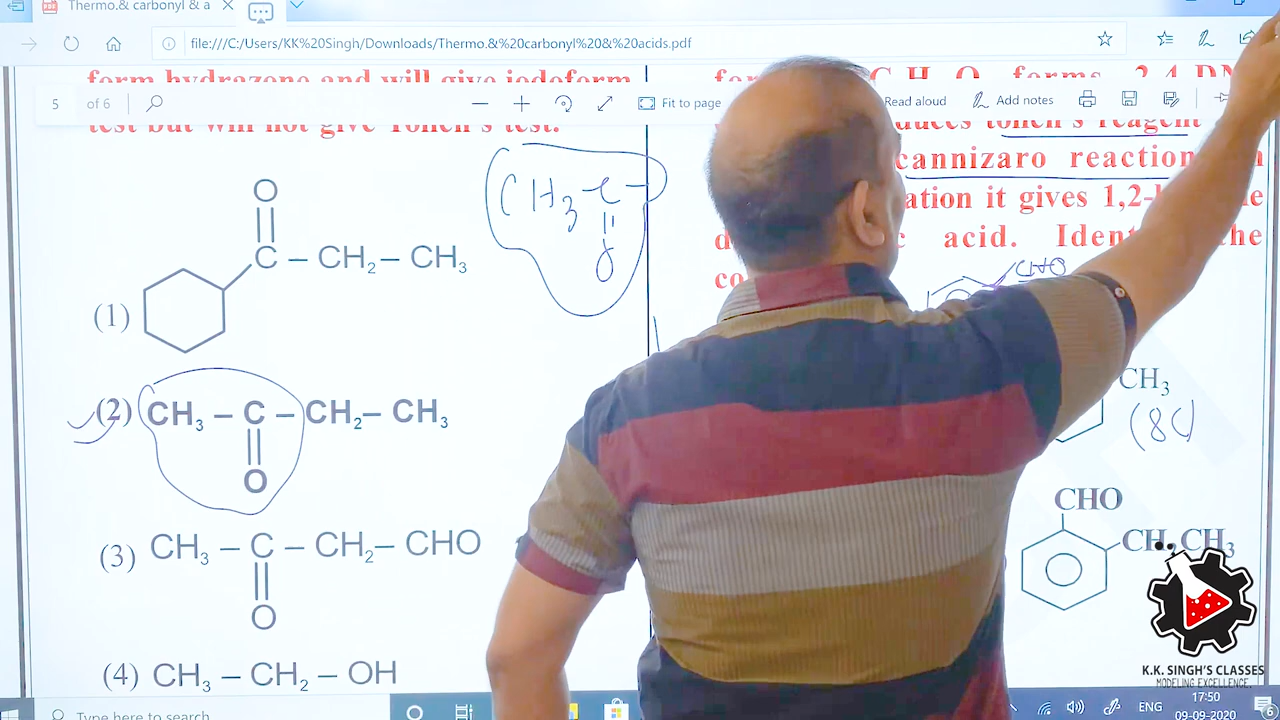 Thermo.& carbonyl & a
file:///C:/Users/KK%20Singh/Downloads/Thermo.&%20carbonyl%20&%20acids.pdf
form hydrazone and will give iodoform
5 of 6
Fit to page
Read aloud
Add notes
test but will not give Tollen's test.
(1)
O
C – CH2 – CH3
(2) CH3 – C – CH2 – CH3
O
(3) CH3 – C – CH2 – CHO
O
(4) CH3 – CH2 – OH
CH3 – C –
O
forms 2,4
tollen's reagent
cannizaro reaction
ation it gives 1,2-
acid. the
CHO
CH3
(8C)
CHO
CH2CH3
K.K. SINGH'S CLASSES
MODELING EXCELLENCE.
Type here to search
ENG
17:50
09-09-2020
6